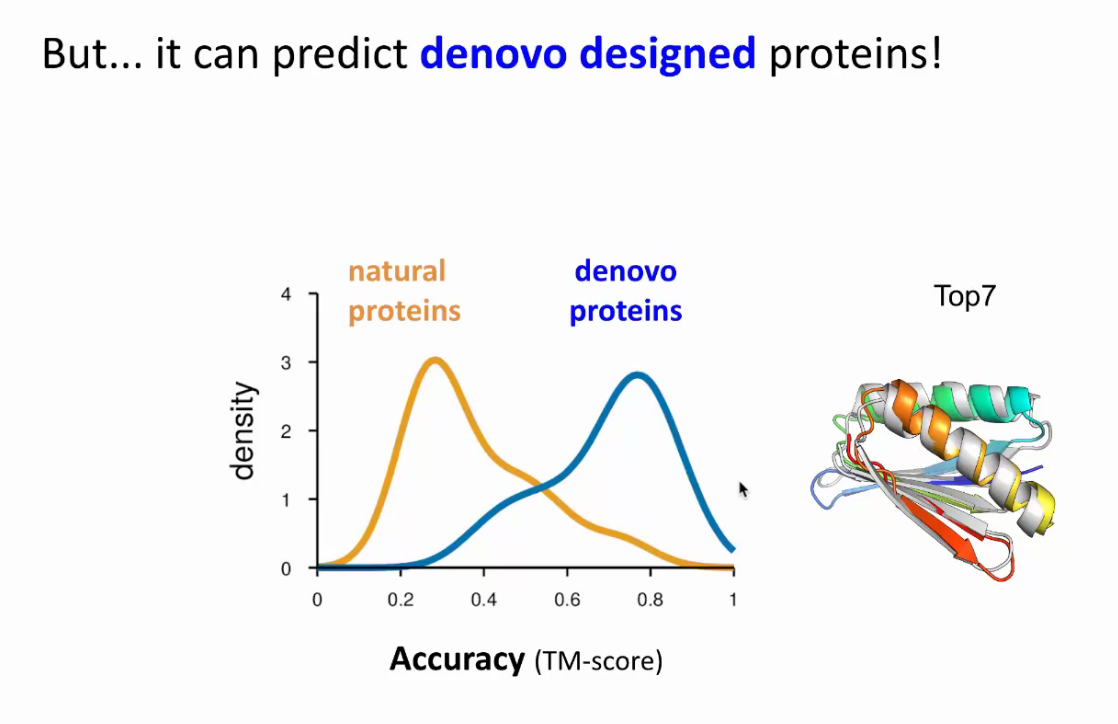 But... it can predict denovo designed proteins!
natural
proteins
denovo
proteins
Top7
density
4
3
2
1
0
0
0.2
0.4
0.6
0.8
1
Accuracy (TM-score)